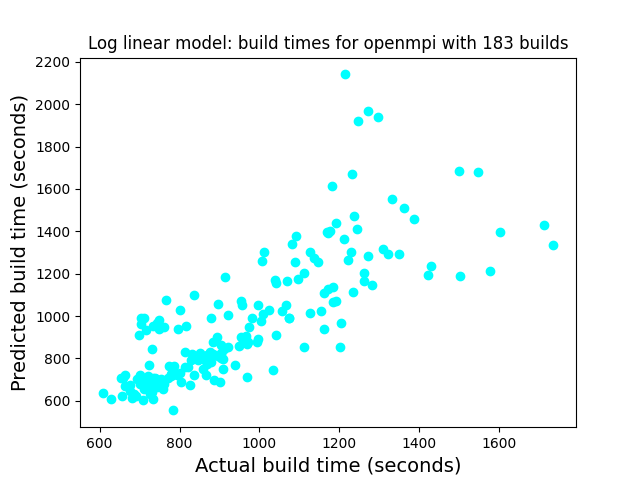 Log linear model: build times for openmpi with 183 builds
2200
2000
1800
1600
1400
1200
1000
800
600
Predicted build time (seconds)
600 800 1000 1200 1400 1600
Actual build time (seconds)